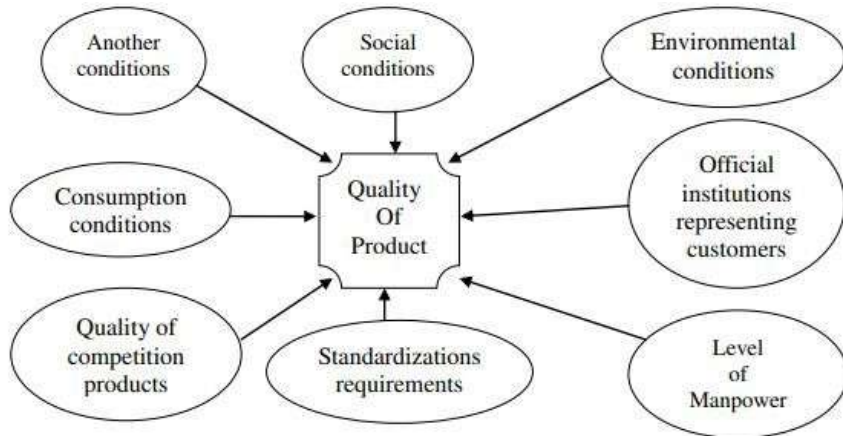 Another
conditions
Social
conditions
Environmental
conditions
Consumption
conditions
Quality
Of
Product
Official
institutions
representing
customers
Quality of
competition
products
Standardizations
requirements
Level
of
Manpower